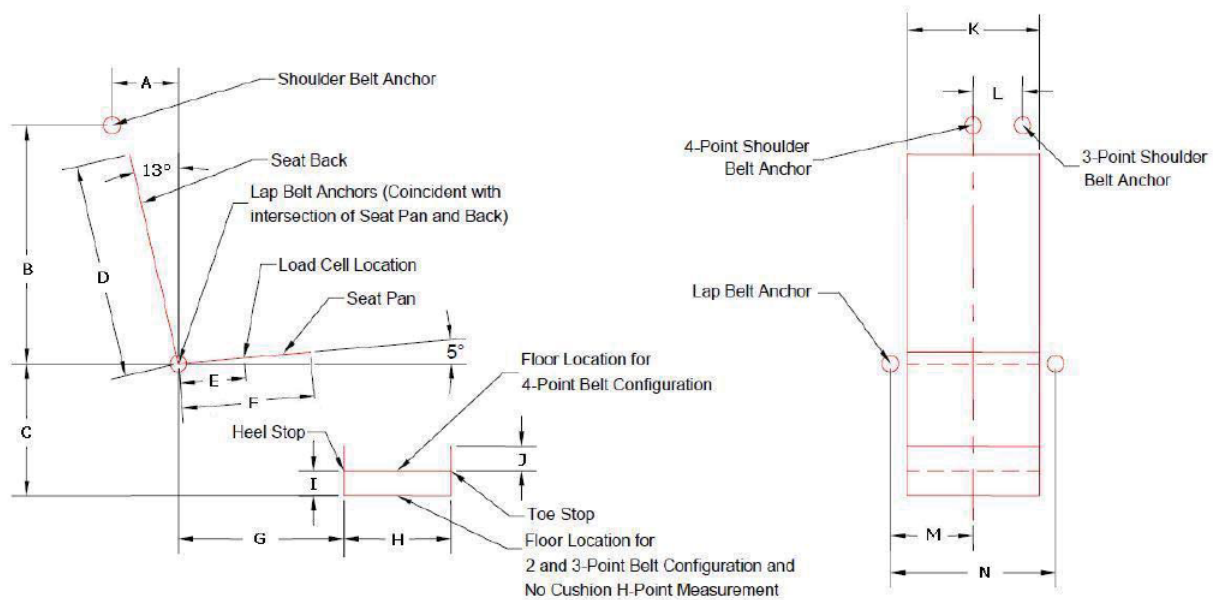 K
A
Shoulder Belt Anchor
L
4-Point Shoulder
Belt Anchor
3-Point Shoulder
Belt Anchor
13°
Seat Back
Lap Belt Anchors (Coincident with
intersection of Seat Pan and Back)
B
D
Load Cell Location
Seat Pan
Lap Belt Anchor
5°
E
F
Floor Location for
4-Point Belt Configuration
C
Heel Stop
J
I
Toe Stop
G
H
Floor Location for
2 and 3-Point Belt Configuration and
No Cushion H-Point Measurement
M
N